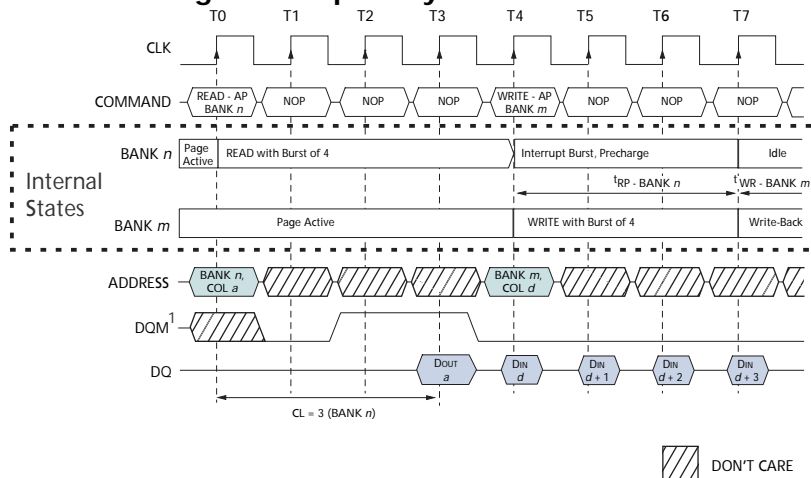 T0 T1 T2 T3 T4 T5 T6 T7
CLK
COMMAND
READ - AP
BANK n
NOP
NOP
NOP
WRITE - AP
BANK m
NOP
NOP
NOP
Internal
States
BANK n
Page
Active
READ with Burst of 4
Interrupt Burst, Precharge
Idle
tRP - BANK n
tWR - BANK m
BANK m
Page Active
WRITE with Burst of 4
Write-Back
ADDRESS
BANK n,
COL a
BANK m,
COL d
DQM1
DQ
DOUT
a
DIN
d
DIN
d + 1
DIN
d + 2
DIN
d + 3
CL = 3 (BANK n)
DON'T CARE